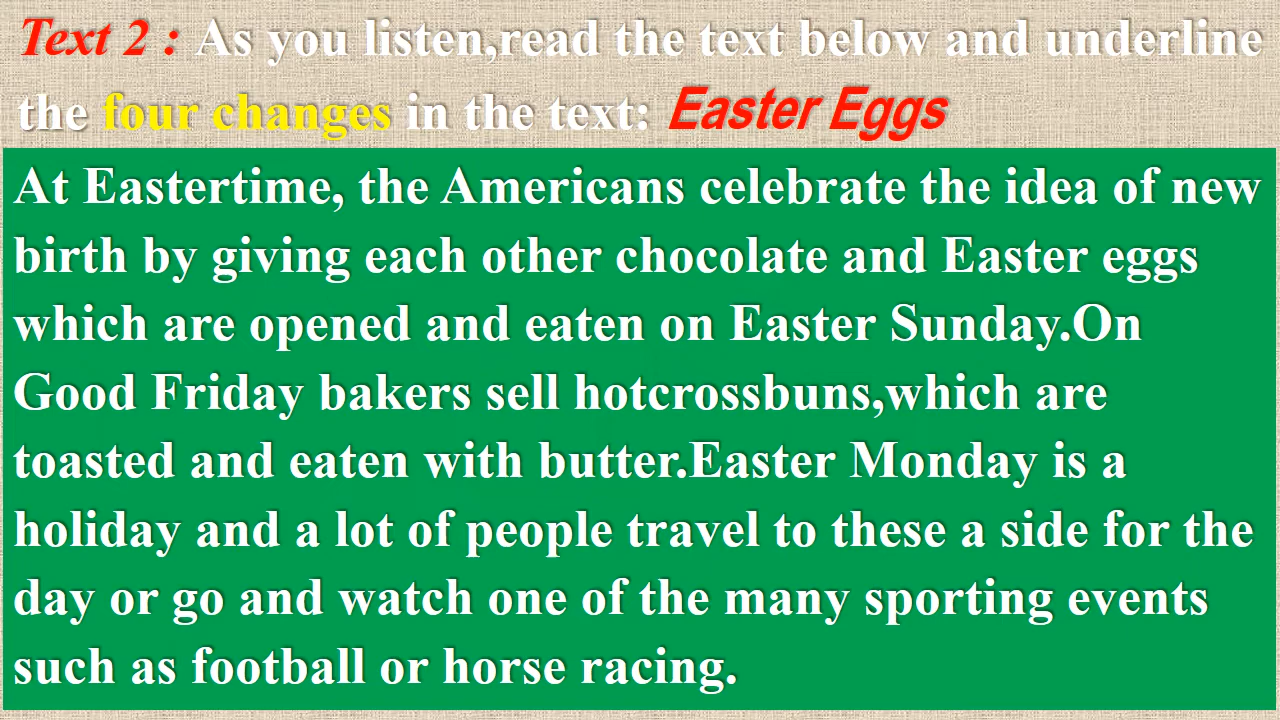 Text 2 : As you listen,read the text below and underline
the four changes in the text: Easter Eggs
At Eastertime, the Americans celebrate the idea of new
birth by giving each other chocolate and Easter eggs
which are opened and eaten on Easter Sunday.On
Good Friday bakers sell hotcrossbuns,which are
toasted and eaten with butter.Easter Monday is a
holiday and a lot of people travel to these a side for the
day or go and watch one of the many sporting events
such as football or horse racing.